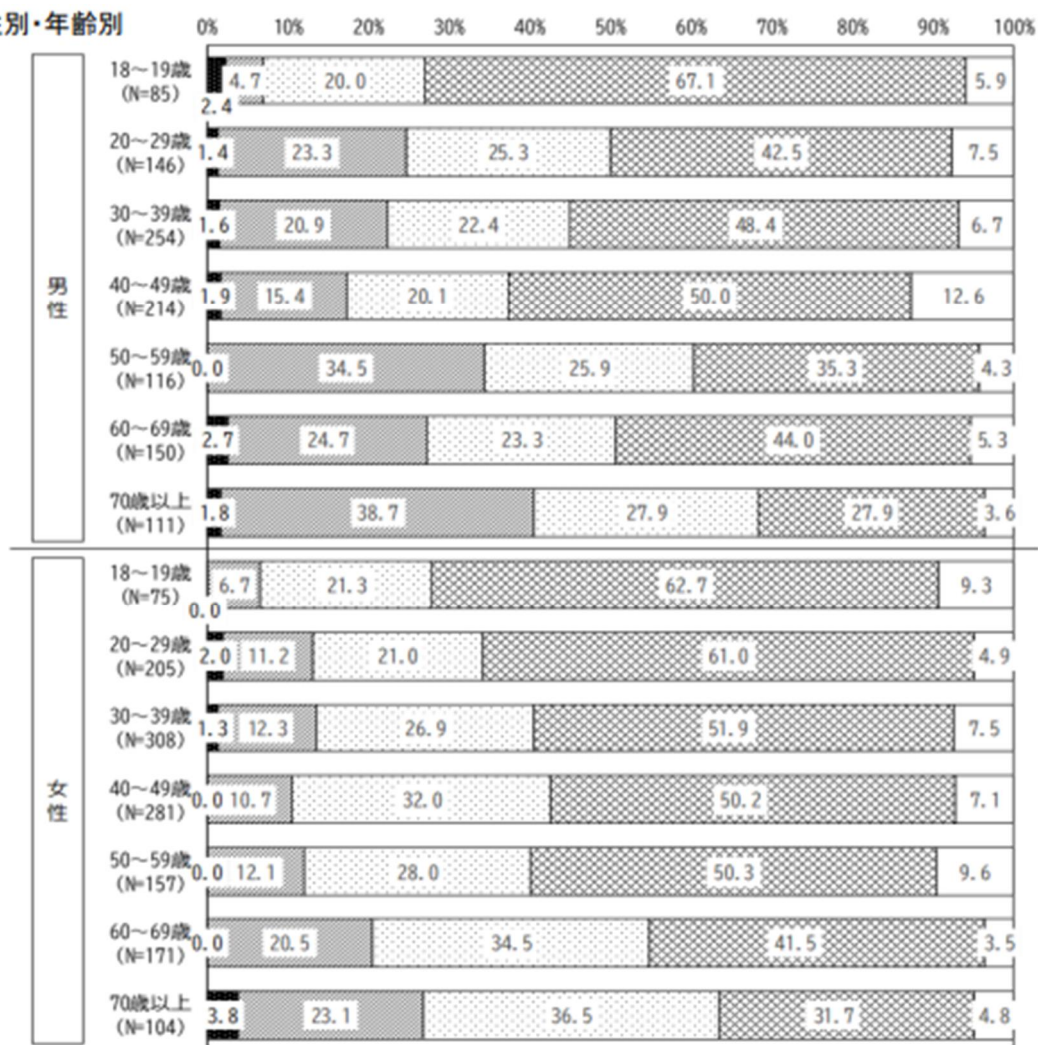 別・年齢別
0% 10% 20% 30% 40% 50% 60% 70% 80% 90% 100%
男性
18～19歳
(N=85)
2.4 4.7 20.0 67.1 5.9
20～29歳
(N=146)
1.4 23.3 25.3 42.5 7.5
30～39歳
(N=254)
1.6 20.9 22.4 48.4 6.7
40～49歳
(N=214)
1.9 15.4 20.1 50.0 12.6
50～59歳
(N=116)
0.0 34.5 25.9 35.3 4.3
60～69歳
(N=150)
2.7 24.7 23.3 44.0 5.3
70歳以上
(N=111)
1.8 38.7 27.9 27.9 3.6
女性
18～19歳
(N=75)
0.0 6.7 21.3 62.7 9.3
20～29歳
(N=205)
2.0 11.2 21.0 61.0 4.9
30～39歳
(N=308)
1.3 12.3 26.9 51.9 7.5
40～49歳
(N=281)
0.0 10.7 32.0 50.2 7.1
50～59歳
(N=157)
0.0 12.1 28.0 50.3 9.6
60～69歳
(N=171)
0.0 20.5 34.5 41.5 3.5
70歳以上
(N=104)
3.8 23.1 36.5 31.7 4.8